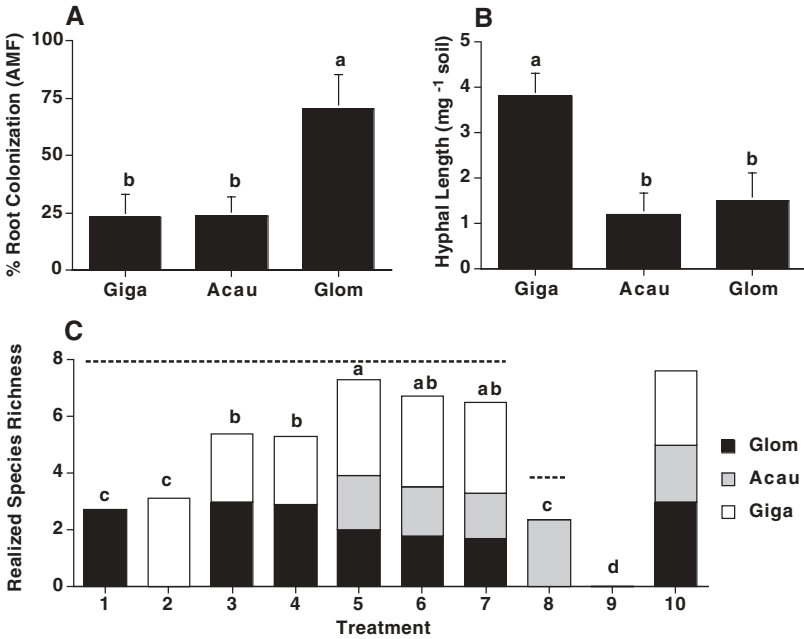 A
% Root Colonization (AMF)
100
75
50
25
0
b
b
a
Giga Acau Glom
B
Hyphal Length (mg -1 soil)
5
4
3
2
1
0
a
b
b
Giga Acau Glom
C
Realized Species Richness
8
6
4
2
0
c
c
b
b
a
ab
ab
c
d
1 2 3 4 5 6 7 8 9 10
Treatment
Glom
Acau
Giga